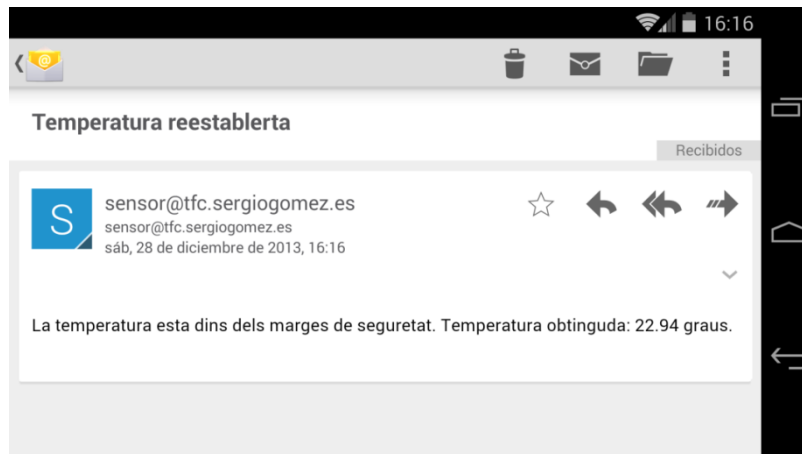 16:16
@
Temperatura reestablerta
Recibidos
S
sensor@tfc.sergiogomez.es
sensor@tfc.sergiogomez.es
sáb, 28 de diciembre de 2013, 16:16
La temperatura esta dins dels marges de seguretat. Temperatura obtinguda: 22.94 graus.